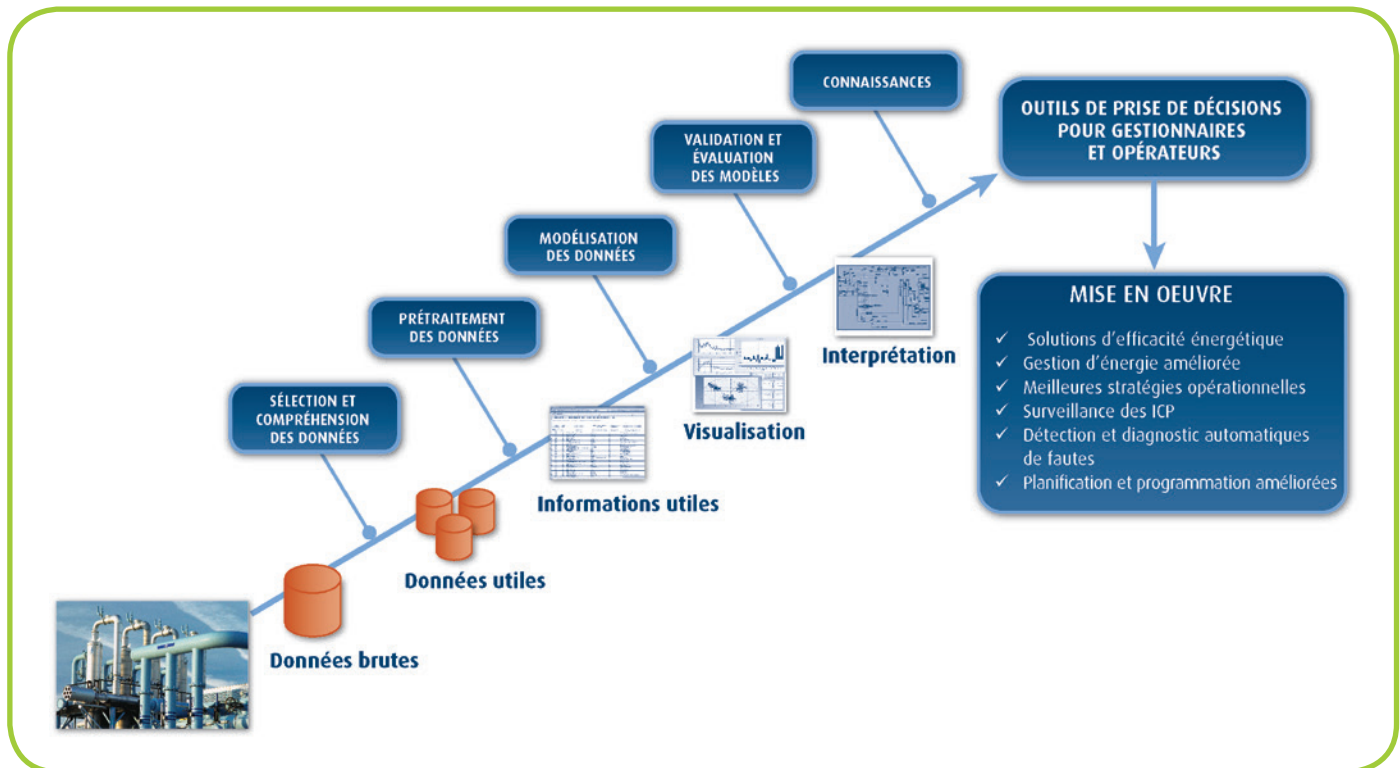 CONNAISSANCES
OUTILS DE PRISE DE DÉCISIONS
POUR GESTIONNAIRES
ET OPÉRATEURS
VALIDATION ET
ÉVALUATION
DES MODÈLES
MODÉLISATION
DES DONNÉES
PRÉTRAITEMENT
DES DONNÉES
SÉLECTION ET
COMPRÉHENSION
DES DONNÉES
Données brutes
Données utiles
Informations utiles
Visualisation
Interprétation
MISE EN OEUVRE
✓ Solutions d'efficacité énergétique
✓ Gestion d'énergie améliorée
✓ Meilleures stratégies opérationnelles
✓ Surveillance des ICP
✓ Détection et diagnostic automatiques
de fautes
✓ Planification et programmation améliorées